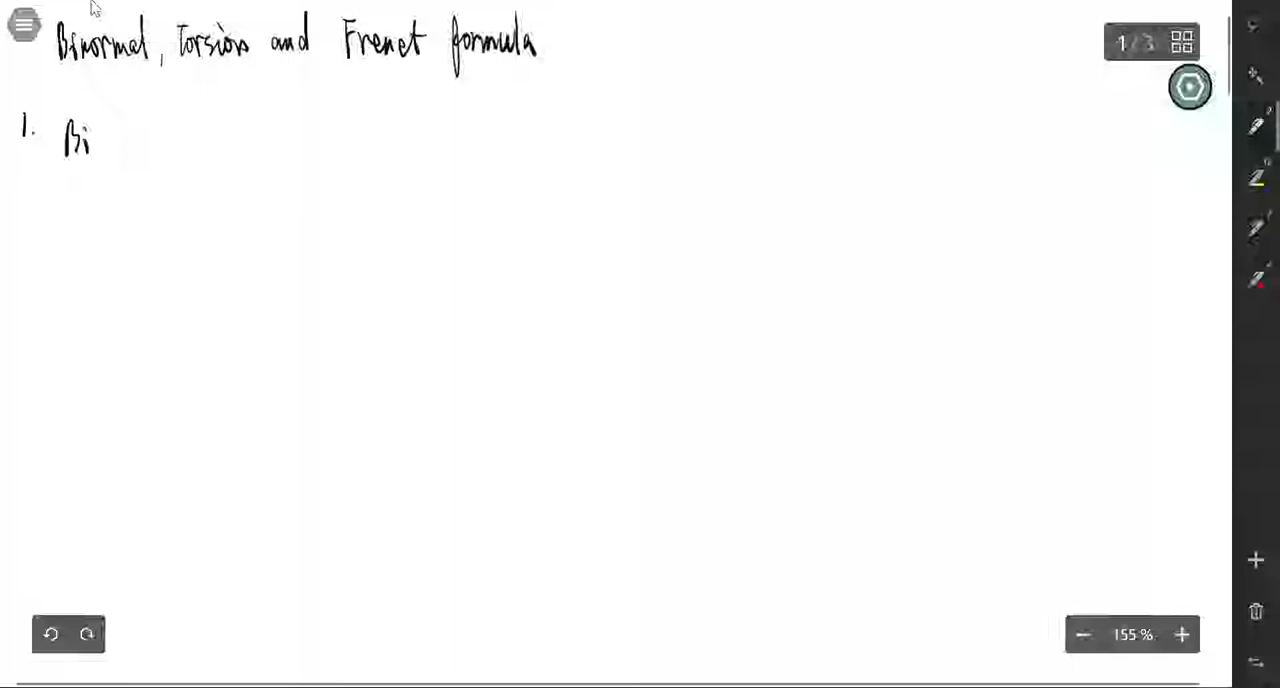 Binormal, Torsion and Frenet formula
1 / 3
1. Bi
155 %